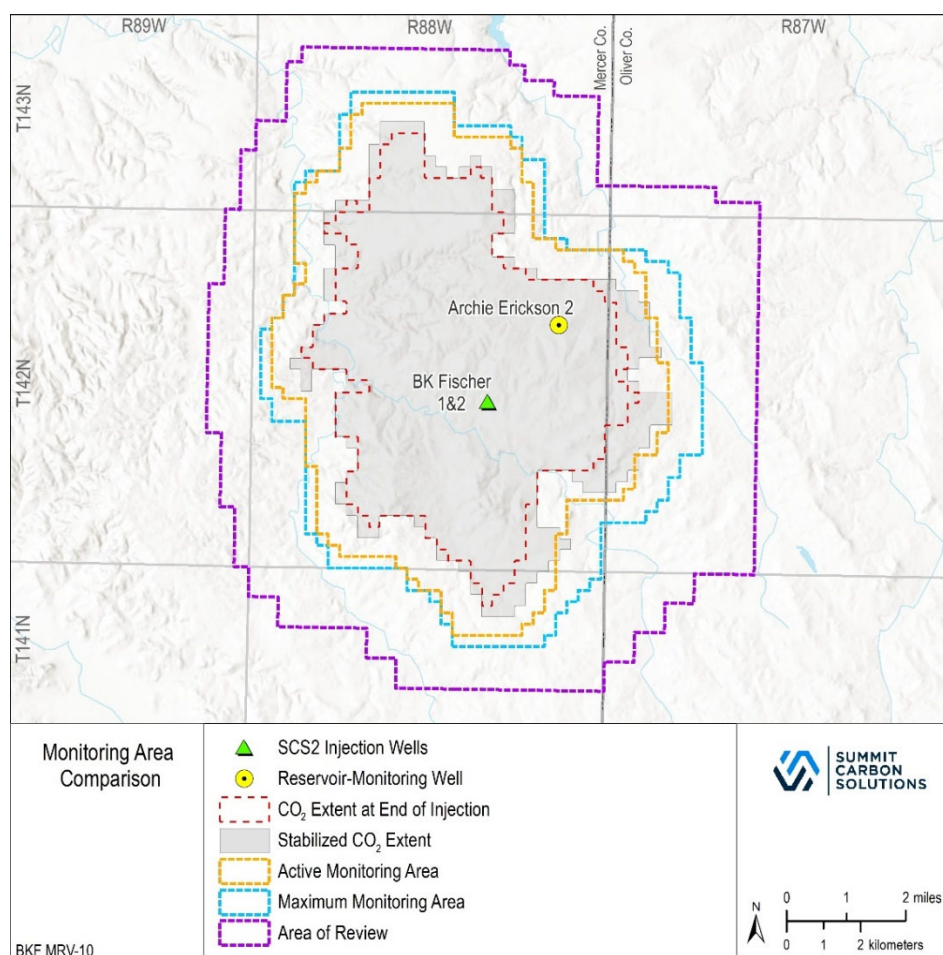 R89W
R88W
R87W
Mercer Co.
Oliver Co.
T143N
T142N
T141N
Archie Erickson 2
BK Fischer
1&2
Monitoring Area
Comparison
BKF MRV-10
SCS2 Injection Wells
Reservoir-Monitoring Well
CO2 Extent at End of Injection
Stabilized CO2 Extent
Active Monitoring Area
Maximum Monitoring Area
Area of Review
SUMMIT
CARBON
SOLUTIONS
N
0 1 2 miles
0 1 2 kilometers